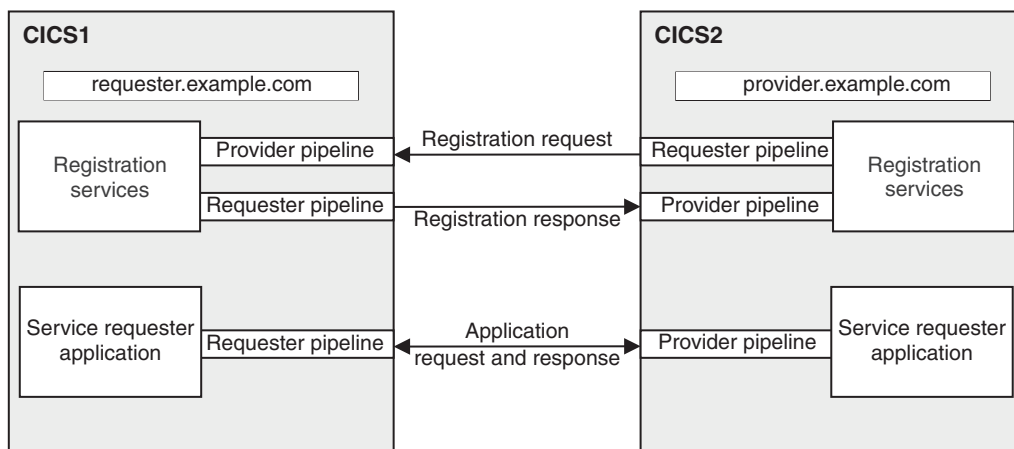 CICS1
requester.example.com
Registration
services
Provider pipeline
Requester pipeline
Service requester
application
Requester pipeline
Registration request
Registration response
Application
request and response
CICS2
provider.example.com
Requester pipeline
Provider pipeline
Registration
services
Provider pipeline
Service requester
application